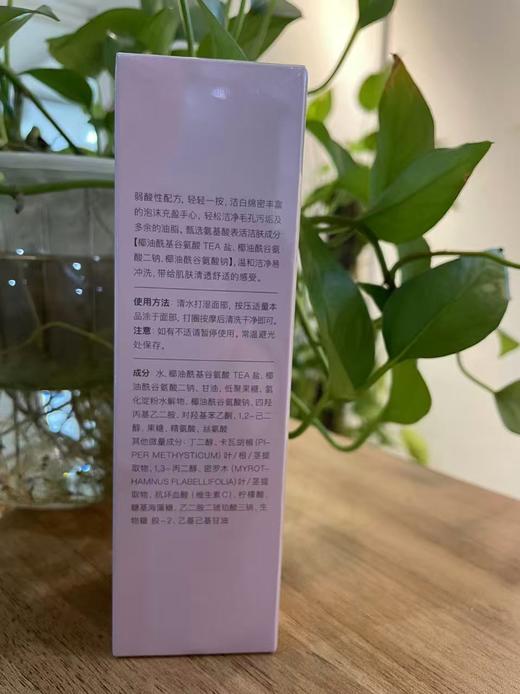 弱酸性配方, 轻轻一按, 洁白绵密丰富
的泡沫充盈手心, 轻松洁净毛孔污垢及
多余的油脂。甄选氨基酸表活洁肤成分
【椰油酰基谷氨酸 TEA 盐, 椰油酰谷氨
酸二钠, 椰油酰谷氨酸钠】, 温和洁净易
冲洗, 带给肌肤清透舒适的感受。
使用方法: 清水打湿面部, 按压适量本
品涂于面部, 打圈按摩后清洗干净即可。
注意: 如有不适请暂停使用。常温避光
处保存。
成分: 水, 椰油酰基谷氨酸 TEA 盐, 椰
油酰谷氨酸二钠, 甘油, 低聚果糖, 氢
化淀粉水解物, 椰油酰谷氨酸钠, 四羟
丙基乙二胺, 对羟基苯乙酮, 1,2-己二
醇, 果糖, 精氨酸, 丝氨酸
其他微量成分: 丁二醇, 卡瓦胡椒 (PI-
PER METHYSTICUM) 叶/根/茎提
取物, 1,3-丙二醇, 密罗木 (MYROT-
HAMNUS FLABELLIFOLIA) 叶/茎提
取物, 抗坏血酸 (维生素C), 柠檬酸,
糖基海藻糖, 乙二胺二琥珀酸三钠, 生
物糖胶-2, 乙基己基甘油